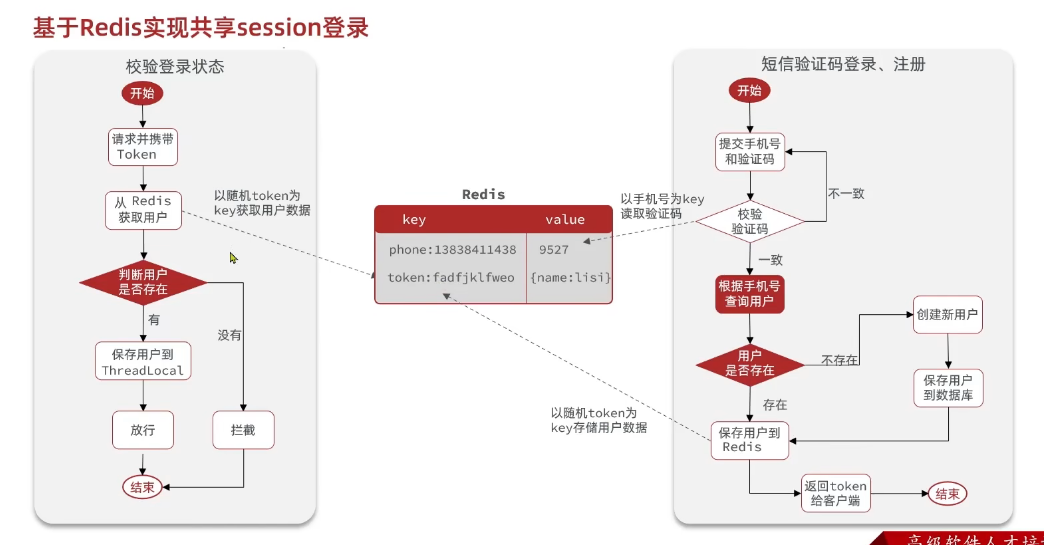 基于Redis实现共享session登录
校验登录状态
开始
请求并携带
Token
从 Redis
获取用户
以随机token为
key获取用户数据
判断用户
是否存在
有
没有
保存用户到
ThreadLocal
放行
拦截
结束
Redis
key value
phone:13838411438 9527
token:fadfjklfweo {name:lisi}
以手机号为key
读取验证码
以随机token为
key存储用户数据
短信验证码登录、注册
开始
提交手机号
和验证码
不一致
校验
验证码
一致
根据手机号
查询用户
用户
是否存在
不存在
创建新用户
保存用户
到数据库
存在
保存用户到
Redis
返回token
给客户端
结束
高级软件人才培